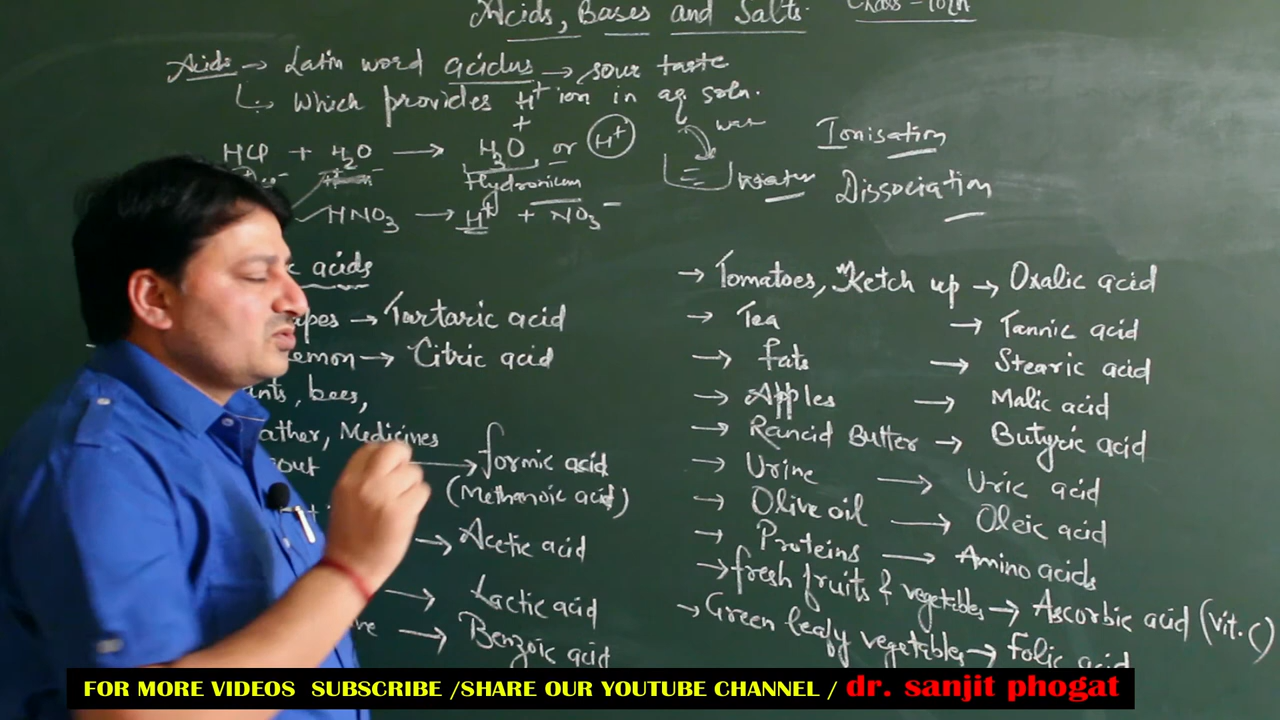 Acids, Bases and Salts. Class - 10th
Acids → Latin word acidus → sour taste
↳ Which provides H⁺ ion in aq soln.
+
HCl + H₂O → H₃O or H⁺
Hydronium
HNO₃ → H⁺ + NO₃⁻
water
Ionisation
Dissociation
acids
apes → Tartaric acid
emon → Citric acid
ants, bees,
ather, Medicines
→ formic acid
(Methanoic acid)
→ Acetic acid
→ Lactic acid
→ Benzoic acid
→ Tomatoes, Ketch up → Oxalic acid
→ Tea → Tannic acid
→ fats → Stearic acid
→ Apples → Malic acid
→ Rancid Butter → Butyric acid
→ Urine → Uric acid
→ Olive oil → Oleic acid
→ Proteins → Amino acids
→ fresh fruits & vegetables → Ascorbic acid (vit. C)
→ Green leafy vegetables → folic acid
FOR MORE VIDEOS SUBSCRIBE /SHARE OUR YOUTUBE CHANNEL / dr. sanjit phogat